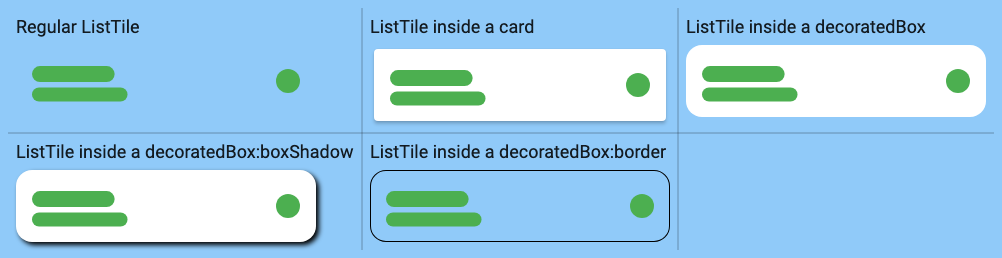 Regular ListTile
ListTile inside a card
ListTile inside a decoratedBox
ListTile inside a decoratedBox:boxShadow
ListTile inside a decoratedBox:border